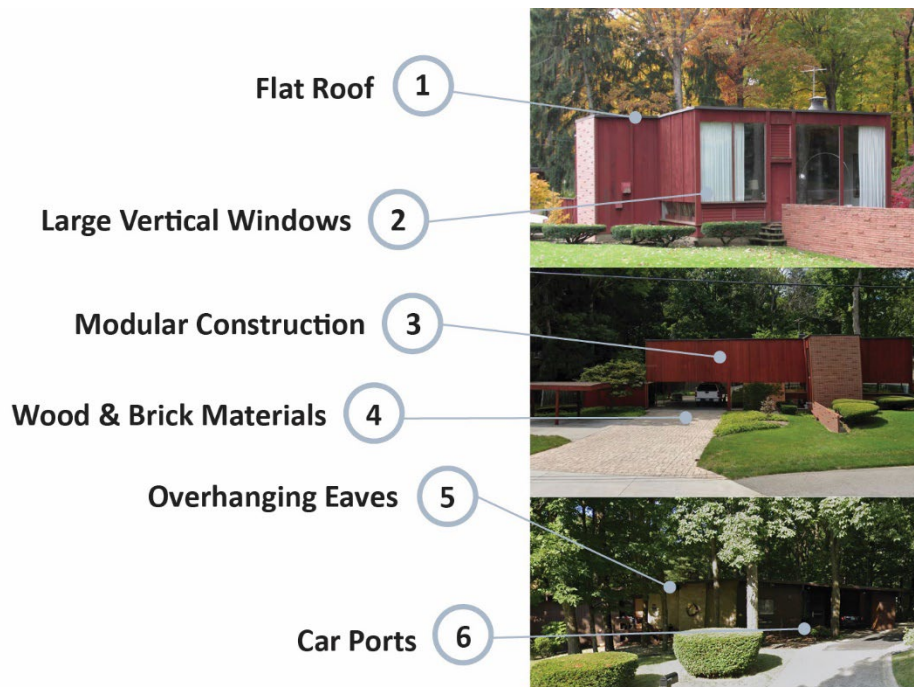 Flat Roof 1
Large Vertical Windows 2
Modular Construction 3
Wood & Brick Materials 4
Overhanging Eaves 5
Car Ports 6